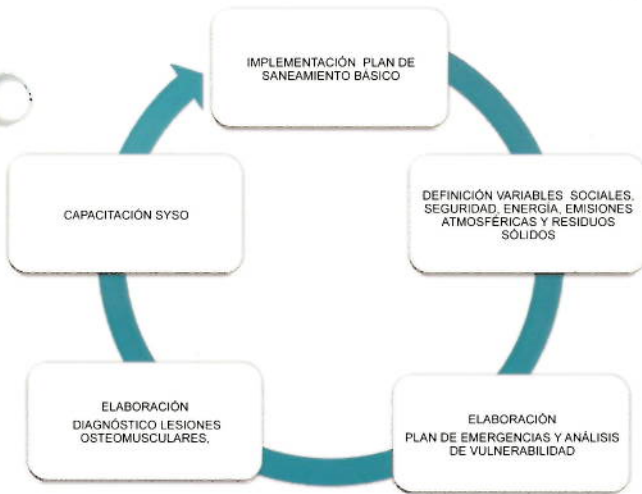 IMPLEMENTACIÓN PLAN DE
SANEAMIENTO BÁSICO
DEFINICIÓN VARIABLES SOCIALES,
SEGURIDAD, ENERGÍA, EMISIONES
ATMOSFÉRICAS Y RESIDUOS
SÓLIDOS
ELABORACIÓN
PLAN DE EMERGENCIAS Y ANÁLISIS
DE VULNERABILIDAD
ELABORACIÓN
DIAGNÓSTICO LESIONES
OSTEOMUSCULARES,
CAPACITACIÓN SYSO